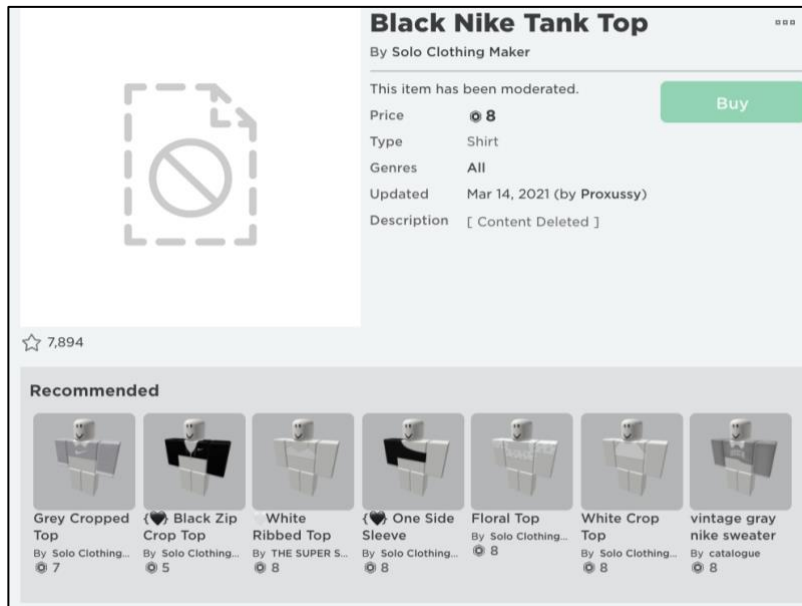 Black Nike Tank Top
By Solo Clothing Maker
This item has been moderated.
Buy
Price 8
Type Shirt
Genres All
Updated Mar 14, 2021 (by Proxussy)
Description [ Content Deleted ]
7,894
Recommended
Grey Cropped
Top
By Solo Clothing...
7
{🖤} Black Zip
Crop Top
By Solo Clothing...
5
🤍White
Ribbed Top
By THE SUPER S...
8
{🖤} One Side
Sleeve
By Solo Clothing...
8
Floral Top
By Solo Clothing...
8
White Crop
Top
By Solo Clothing...
8
vintage gray
nike sweater
By catalogue
8